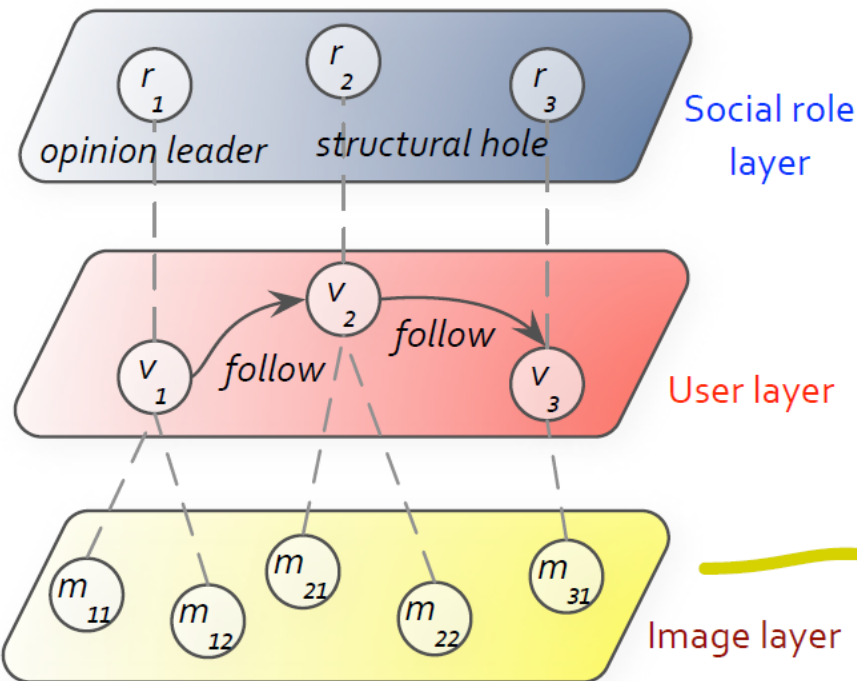 r1
r2
r3
opinion leader
structural hole
Social role
layer
v1
v2
v3
follow
follow
User layer
m11
m12
m21
m22
m31
Image layer